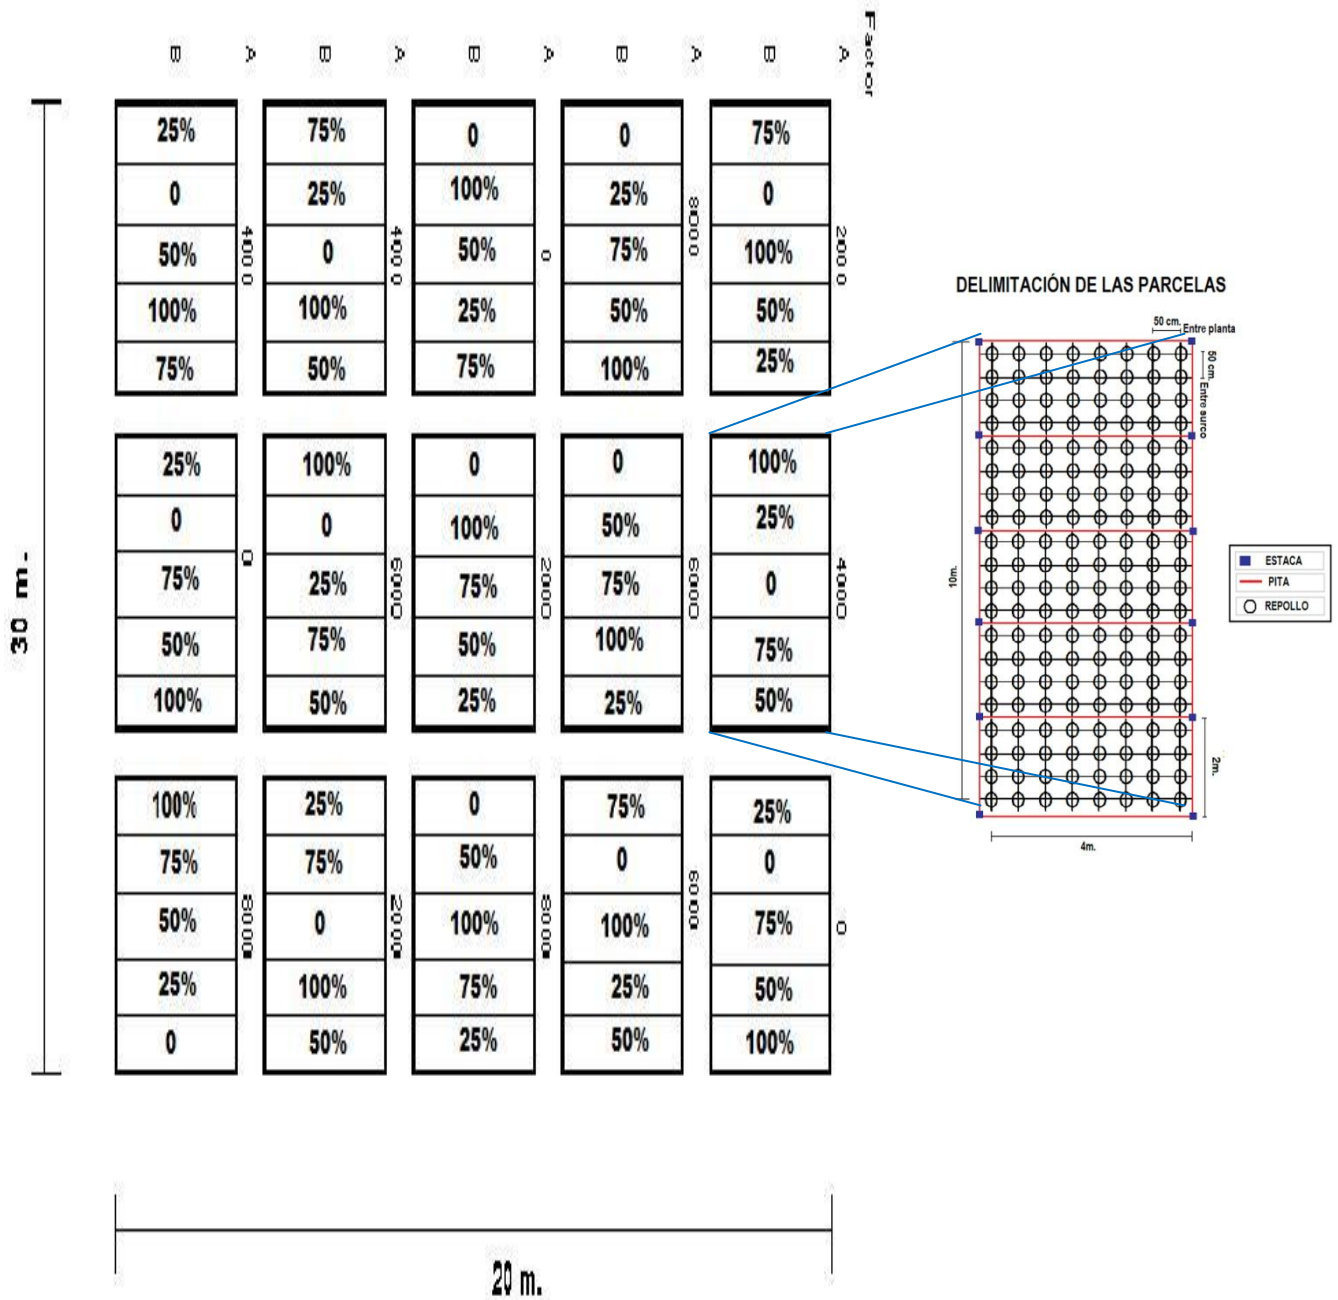 Factor
B A B A B A B A B A
25% 75% 0 0 75%
0 25% 100% 25% 0
50% 0 50% 75% 100%
100% 100% 25% 50% 50%
75% 50% 75% 100% 25%
4000 4000 0 8000 2000
25% 100% 0 0 100%
0 0 100% 50% 25%
75% 25% 75% 75% 0
50% 75% 50% 100% 75%
100% 50% 25% 25% 50%
0 6000 2000 6000 4000
100% 25% 0 75% 25%
75% 75% 50% 0 0
50% 0 100% 100% 75%
25% 100% 75% 25% 50%
0 50% 25% 50% 100%
8000 2000 8000 6000 0
30 m.
20 m.
DELIMITACIÓN DE LAS PARCELAS
50 cm. Entre planta
50 cm. Entre surco
10m.
2m.
4m.
ESTACA
PITA
REPOLLO